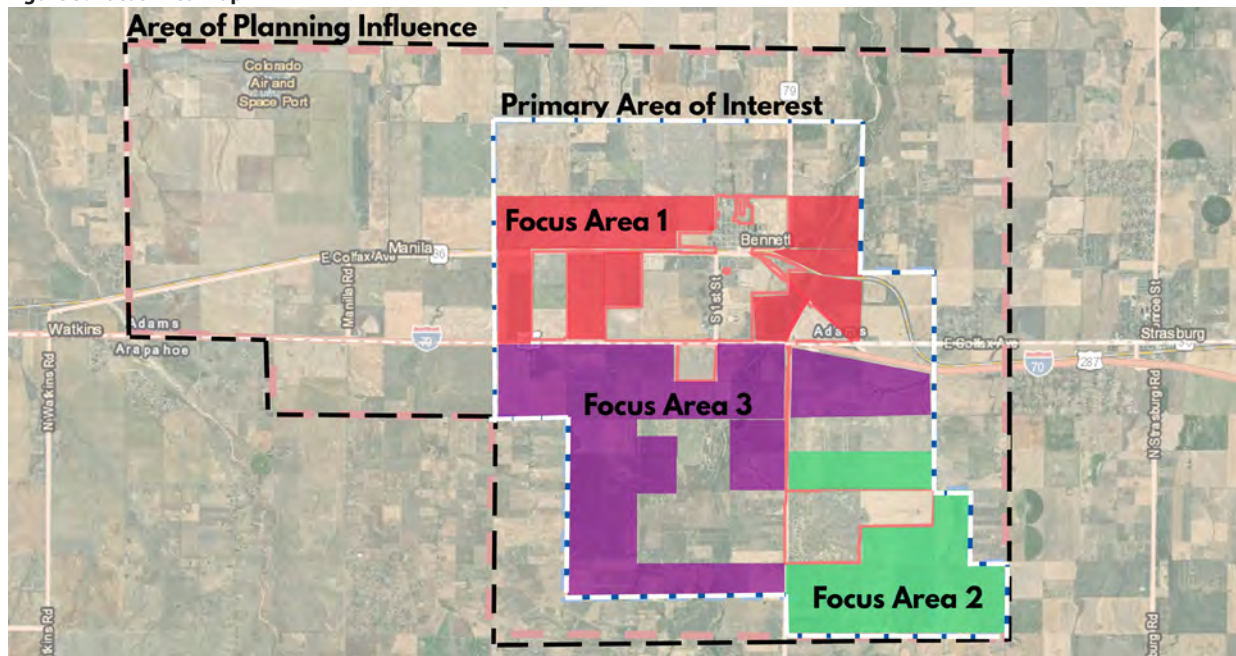 Area of Planning Influence
Colorado
Air and
Space Port
79
Primary Area of Interest
Focus Area 1
Bennett
Manila
E Colfax Ave
36
Manila Rd
S 1st St
Watkins
Adams
Arapahoe
70
Adams
E Colfax Ave
Strasburg
70
287
N Watkins Rd
N Strasburg Rd
Focus Area 3
Focus Area 2